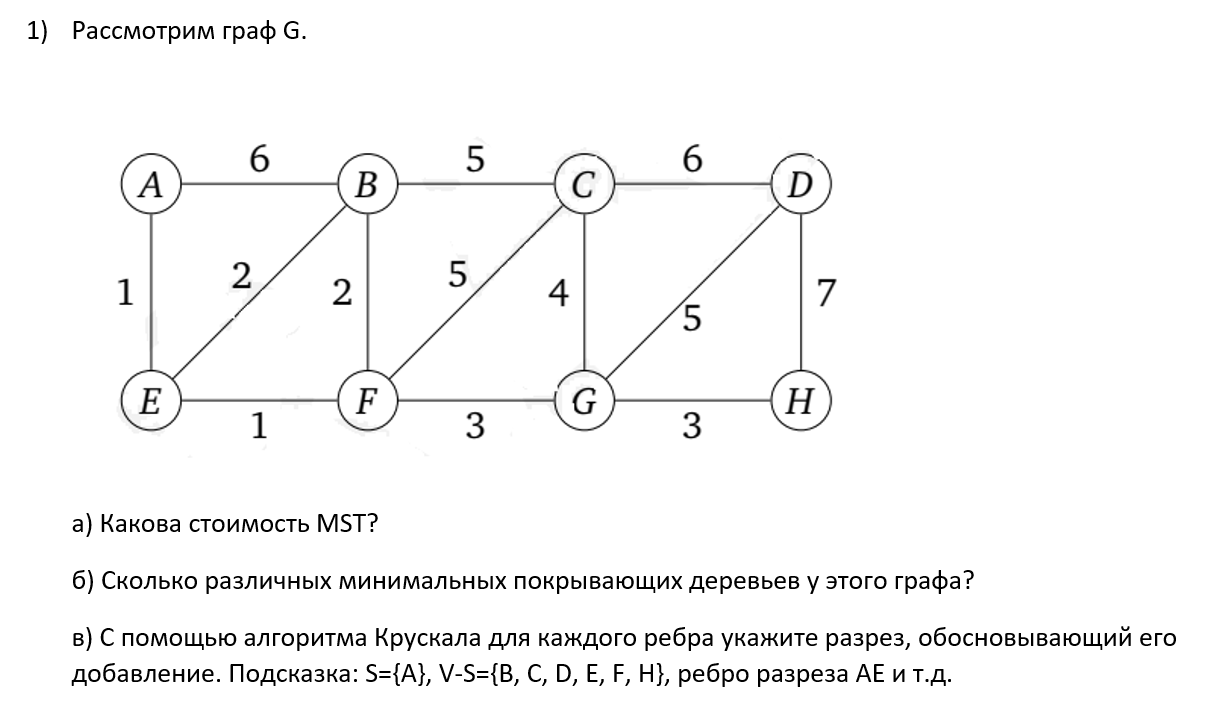 1) Рассмотрим граф G.
6 5 6
A B C D
1 2 2 5 4 5 7
E F G H
1 3 3
а) Какова стоимость MST?
б) Сколько различных минимальных покрывающих деревьев у этого графа?
в) С помощью алгоритма Крускала для каждого ребра укажите разрез, обосновывающий его
добавление. Подсказка: S={A}, V-S={B, C, D, E, F, H}, ребро разреза AE и т.д.